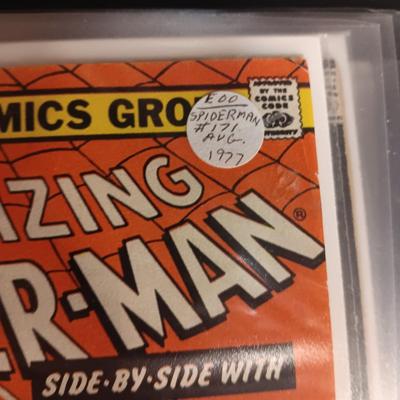 MICS GRO
E00
SPIDERMAN
#171
AUG.
1977
APPROVED
BY THE
COMICS
CODE
AUTHORITY
ZING
ER-MAN®
SIDE-BY-SIDE WITH